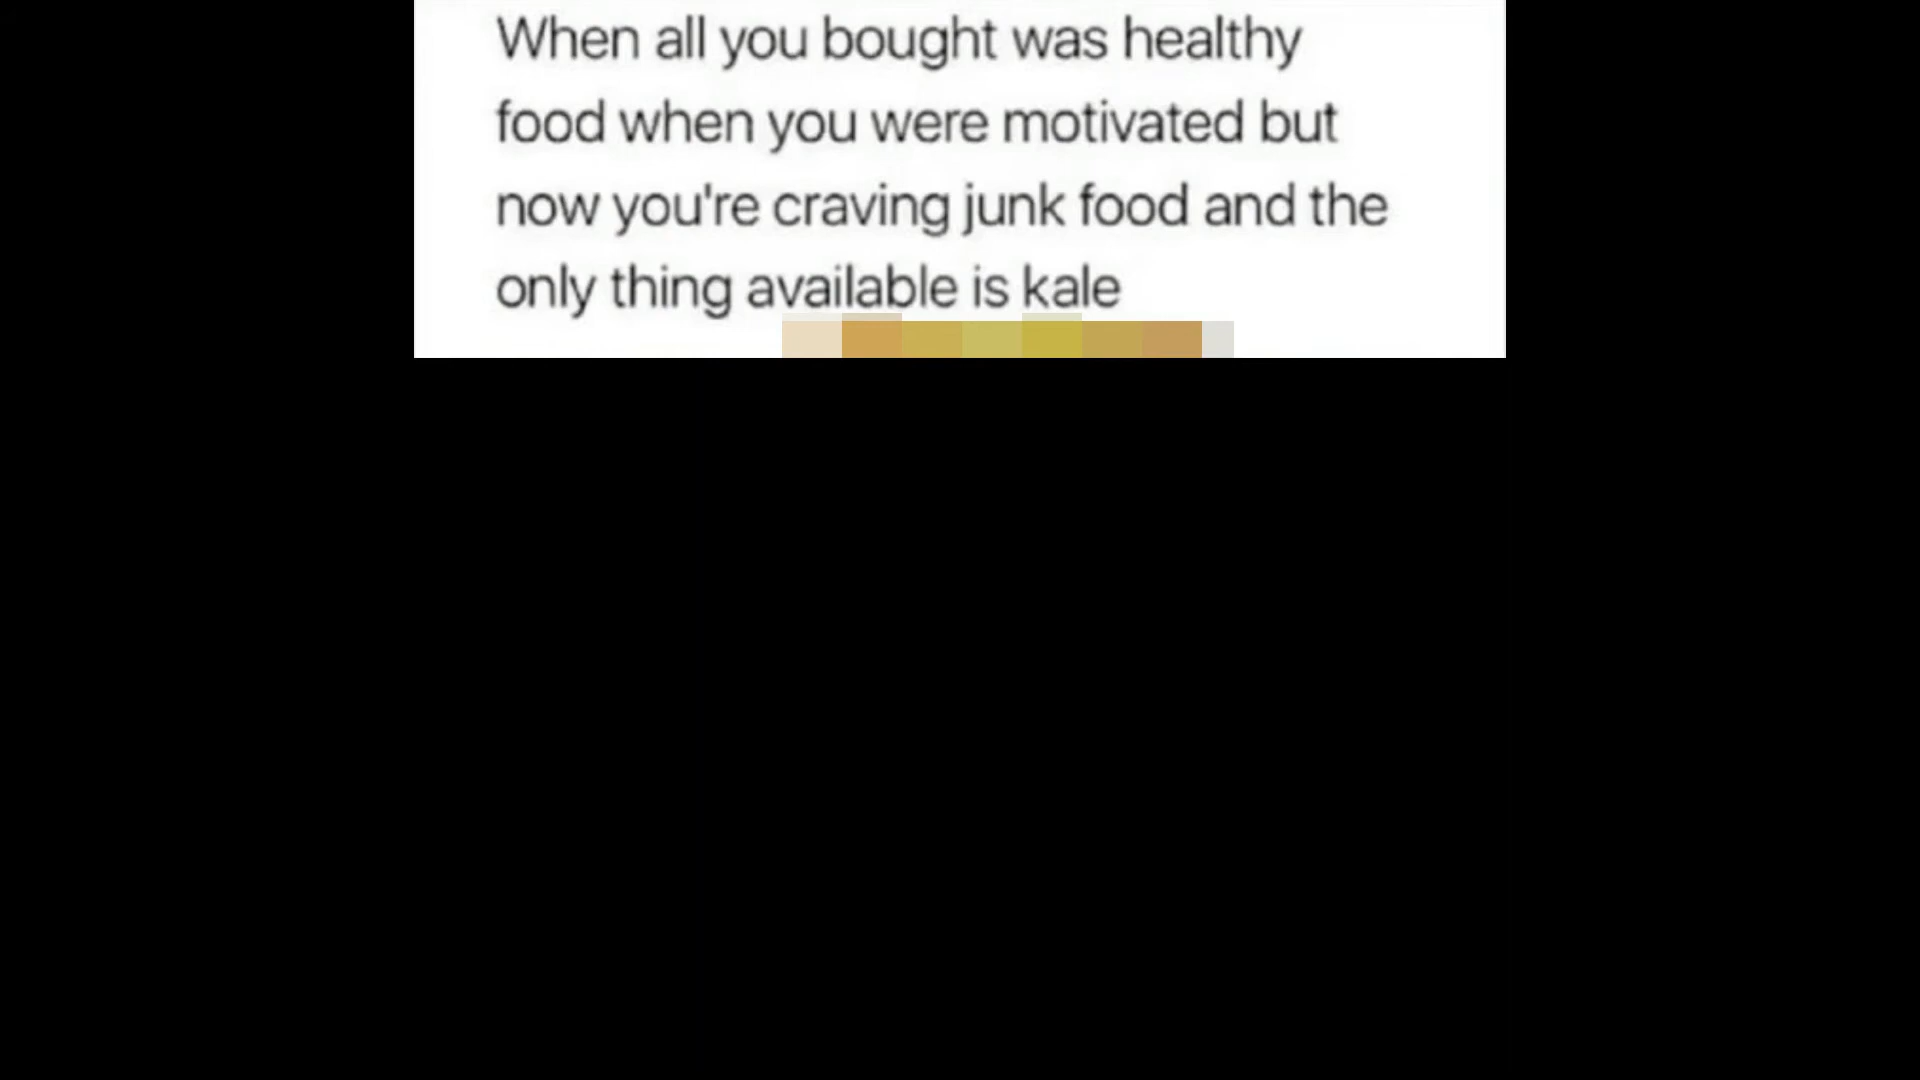 When all you bought was healthy
food when you were motivated but
now you're craving junk food and the
only thing available is kale